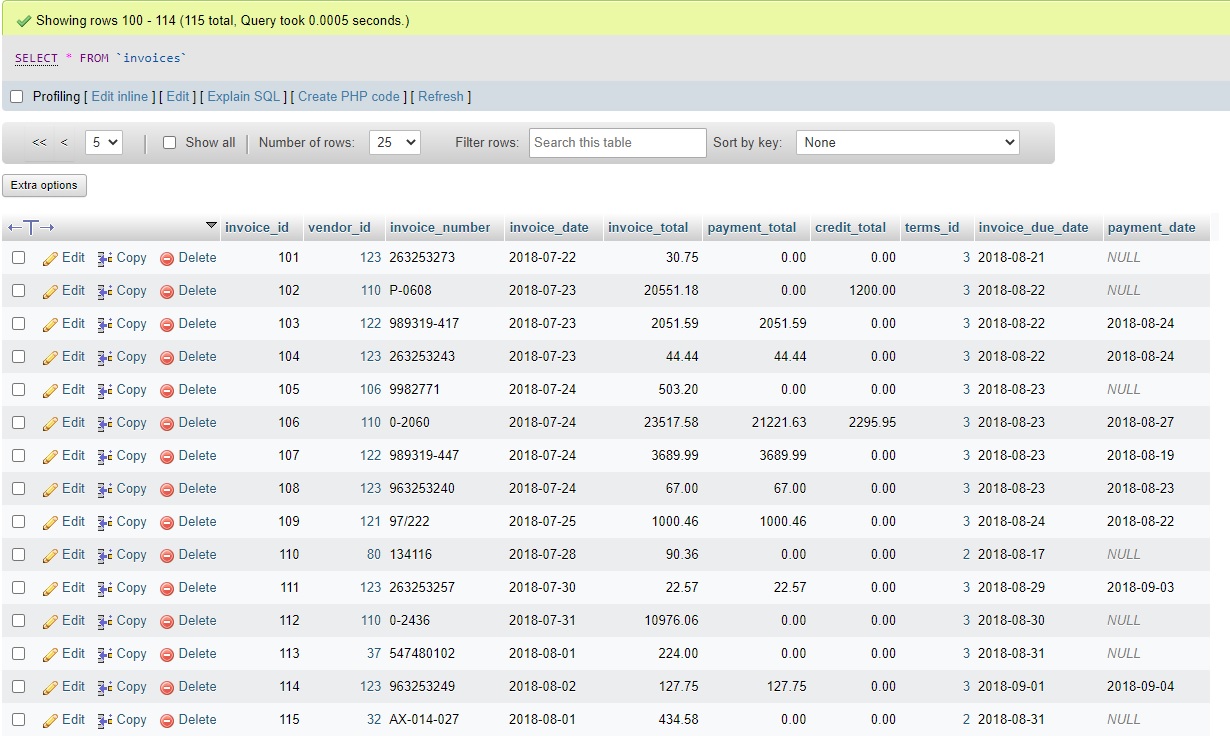 Showing rows 100 - 114 (115 total, Query took 0.0005 seconds.)
SELECT * FROM `invoices`
Profiling [ Edit inline ] [ Edit ] [ Explain SQL ] [ Create PHP code ] [ Refresh ]
<< < 5 Show all Number of rows: 25 Filter rows: Search this table Sort by key: None
Extra options
←T→ invoice_id vendor_id invoice_number invoice_date invoice_total payment_total credit_total terms_id invoice_due_date payment_date
Edit Copy Delete 101 123 263253273 2018-07-22 30.75 0.00 0.00 3 2018-08-21 NULL
Edit Copy Delete 102 110 P-0608 2018-07-23 20551.18 0.00 1200.00 3 2018-08-22 NULL
Edit Copy Delete 103 122 989319-417 2018-07-23 2051.59 2051.59 0.00 3 2018-08-22 2018-08-24
Edit Copy Delete 104 123 263253243 2018-07-23 44.44 44.44 0.00 3 2018-08-22 2018-08-24
Edit Copy Delete 105 106 9982771 2018-07-24 503.20 0.00 0.00 3 2018-08-23 NULL
Edit Copy Delete 106 110 0-2060 2018-07-24 23517.58 21221.63 2295.95 3 2018-08-23 2018-08-27
Edit Copy Delete 107 122 989319-447 2018-07-24 3689.99 3689.99 0.00 3 2018-08-23 2018-08-19
Edit Copy Delete 108 123 963253240 2018-07-24 67.00 67.00 0.00 3 2018-08-23 2018-08-23
Edit Copy Delete 109 121 97/222 2018-07-25 1000.46 1000.46 0.00 3 2018-08-24 2018-08-22
Edit Copy Delete 110 80 134116 2018-07-28 90.36 0.00 0.00 2 2018-08-17 NULL
Edit Copy Delete 111 123 263253257 2018-07-30 22.57 22.57 0.00 3 2018-08-29 2018-09-03
Edit Copy Delete 112 110 0-2436 2018-07-31 10976.06 0.00 0.00 3 2018-08-30 NULL
Edit Copy Delete 113 37 547480102 2018-08-01 224.00 0.00 0.00 3 2018-08-31 NULL
Edit Copy Delete 114 123 963253249 2018-08-02 127.75 127.75 0.00 3 2018-09-01 2018-09-04
Edit Copy Delete 115 32 AX-014-027 2018-08-01 434.58 0.00 0.00 2 2018-08-31 NULL